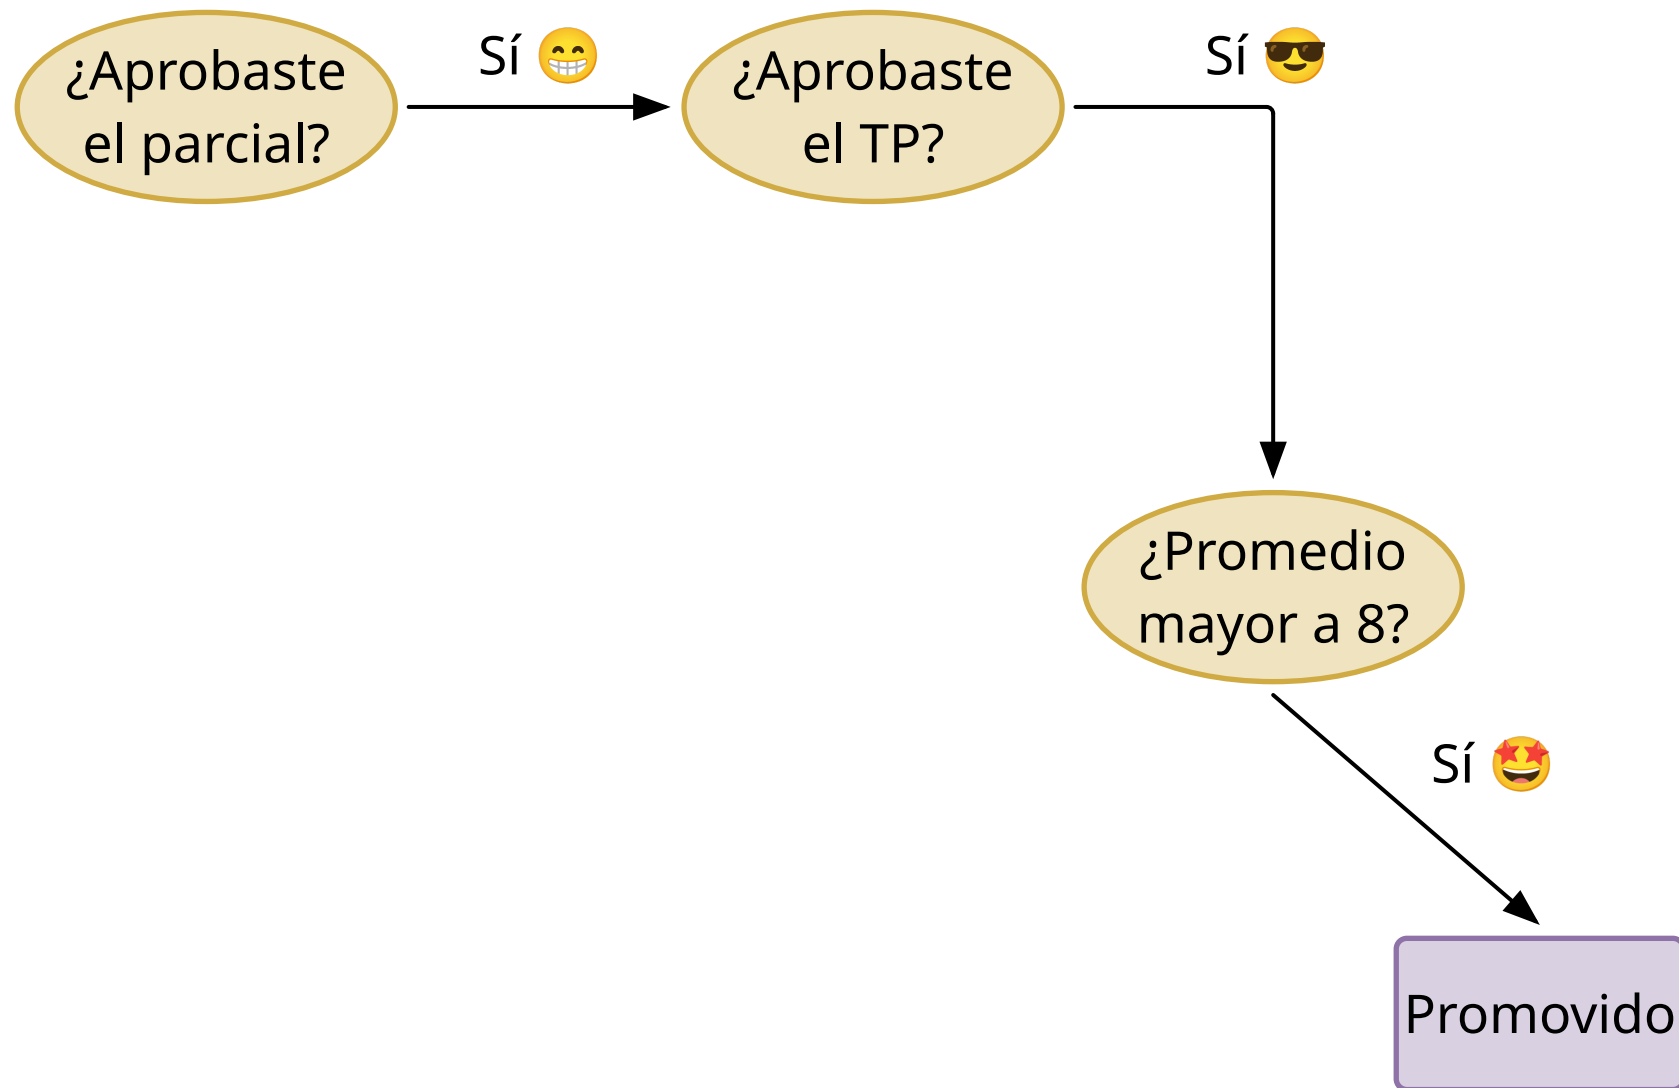 ¿Aprobaste
el parcial?
Sí 😁
¿Aprobaste
el TP?
Sí 😎
¿Promedio
mayor a 8?
Sí 🤩
Promovido